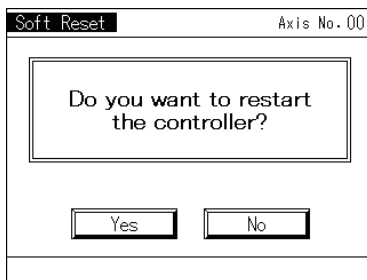 Soft Reset Axis No.00
Do you want to restart
the controller?
Yes No